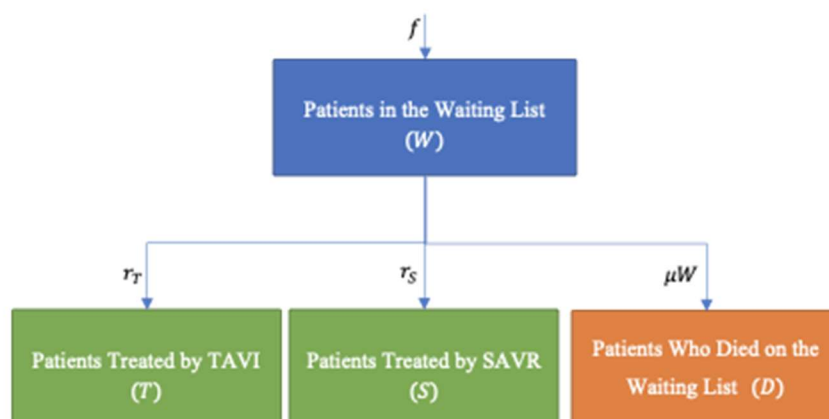 f
Patients in the Waiting List
(W)
r_T
r_S
μW
Patients Treated by TAVI
(T)
Patients Treated by SAVR
(S)
Patients Who Died on the
Waiting List (D)